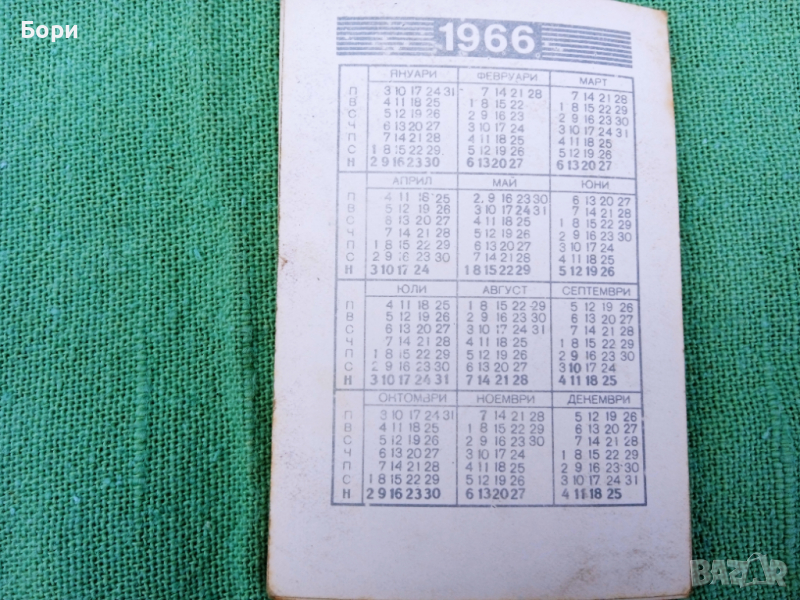 Бори
1966
ЯНУАРИ ФЕВРУАРИ МАРТ
П 3 10 17 24 31 7 14 21 28 7 14 21 28
В 4 11 18 25 1 8 15 22 1 8 15 22 29
С 5 12 19 26 2 9 16 23 2 9 16 23 30
Ч 6 13 20 27 3 10 17 24 3 10 17 24 31
П 7 14 21 28 4 11 18 25 4 11 18 25
С 1 8 15 22 29 5 12 19 26 5 12 19 26
Н 2 9 16 23 30 6 13 20 27 6 13 20 27
АПРИЛ МАЙ ЮНИ
П 4 11 18 25 2 9 16 23 30 6 13 20 27
В 5 12 19 26 3 10 17 24 31 7 14 21 28
С 6 13 20 27 4 11 18 25 1 8 15 22 29
Ч 7 14 21 28 5 12 19 26 2 9 16 23 30
П 1 8 15 22 29 6 13 20 27 3 10 17 24
С 2 9 16 23 30 7 14 21 28 4 11 18 25
Н 3 10 17 24 1 8 15 22 29 5 12 19 26
ЮЛИ АВГУСТ СЕПТЕМВРИ
П 4 11 18 25 1 8 15 22 29 5 12 19 26
В 5 12 19 26 2 9 16 23 30 6 13 20 27
С 6 13 20 27 3 10 17 24 31 7 14 21 28
Ч 7 14 21 28 4 11 18 25 1 8 15 22 29
П 1 8 15 22 29 5 12 19 26 2 9 16 23 30
С 2 9 16 23 30 6 13 20 27 3 10 17 24
Н 3 10 17 24 31 7 14 21 28 4 11 18 25
ОКТОМВРИ НОЕМВРИ ДЕКЕМВРИ
П 3 10 17 24 31 7 14 21 28 5 12 19 26
В 4 11 18 25 1 8 15 22 29 6 13 20 27
С 5 12 19 26 2 9 16 23 30 7 14 21 28
Ч 6 13 20 27 3 10 17 24 1 8 15 22 29
П 7 14 21 28 4 11 18 25 2 9 16 23 30
С 1 8 15 22 29 5 12 19 26 3 10 17 24 31
Н 2 9 16 23 30 6 13 20 27 4 11 18 25
BAZAR